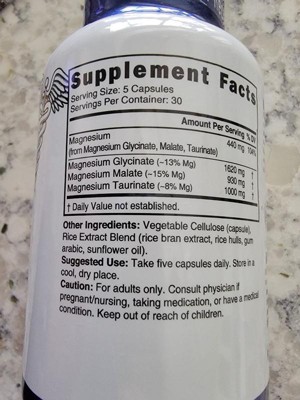 Supplement Facts
Serving Size: 5 Capsules
Servings Per Container: 30
Amount Per Serving % DV
Magnesium 440 mg
(from Magnesium Glycinate, Malate, Taurinate)
Magnesium Glycinate (~13%) 1620 mg †
Magnesium Malate (~15%) 930 mg †
Magnesium Taurinate (~8%) 1000 mg †
† Daily Value not established.
Other Ingredients: Vegetable Cellulose (capsule),
Rice Extract Blend (rice bran extract, rice hulls, gum
arabic, sunflower oil).
Suggested Use: Take five capsules daily. Store in a
cool, dry place.
Caution: For adults only. Consult physician if
pregnant/nursing, taking medication, or have a medical
condition. Keep out of reach of children.